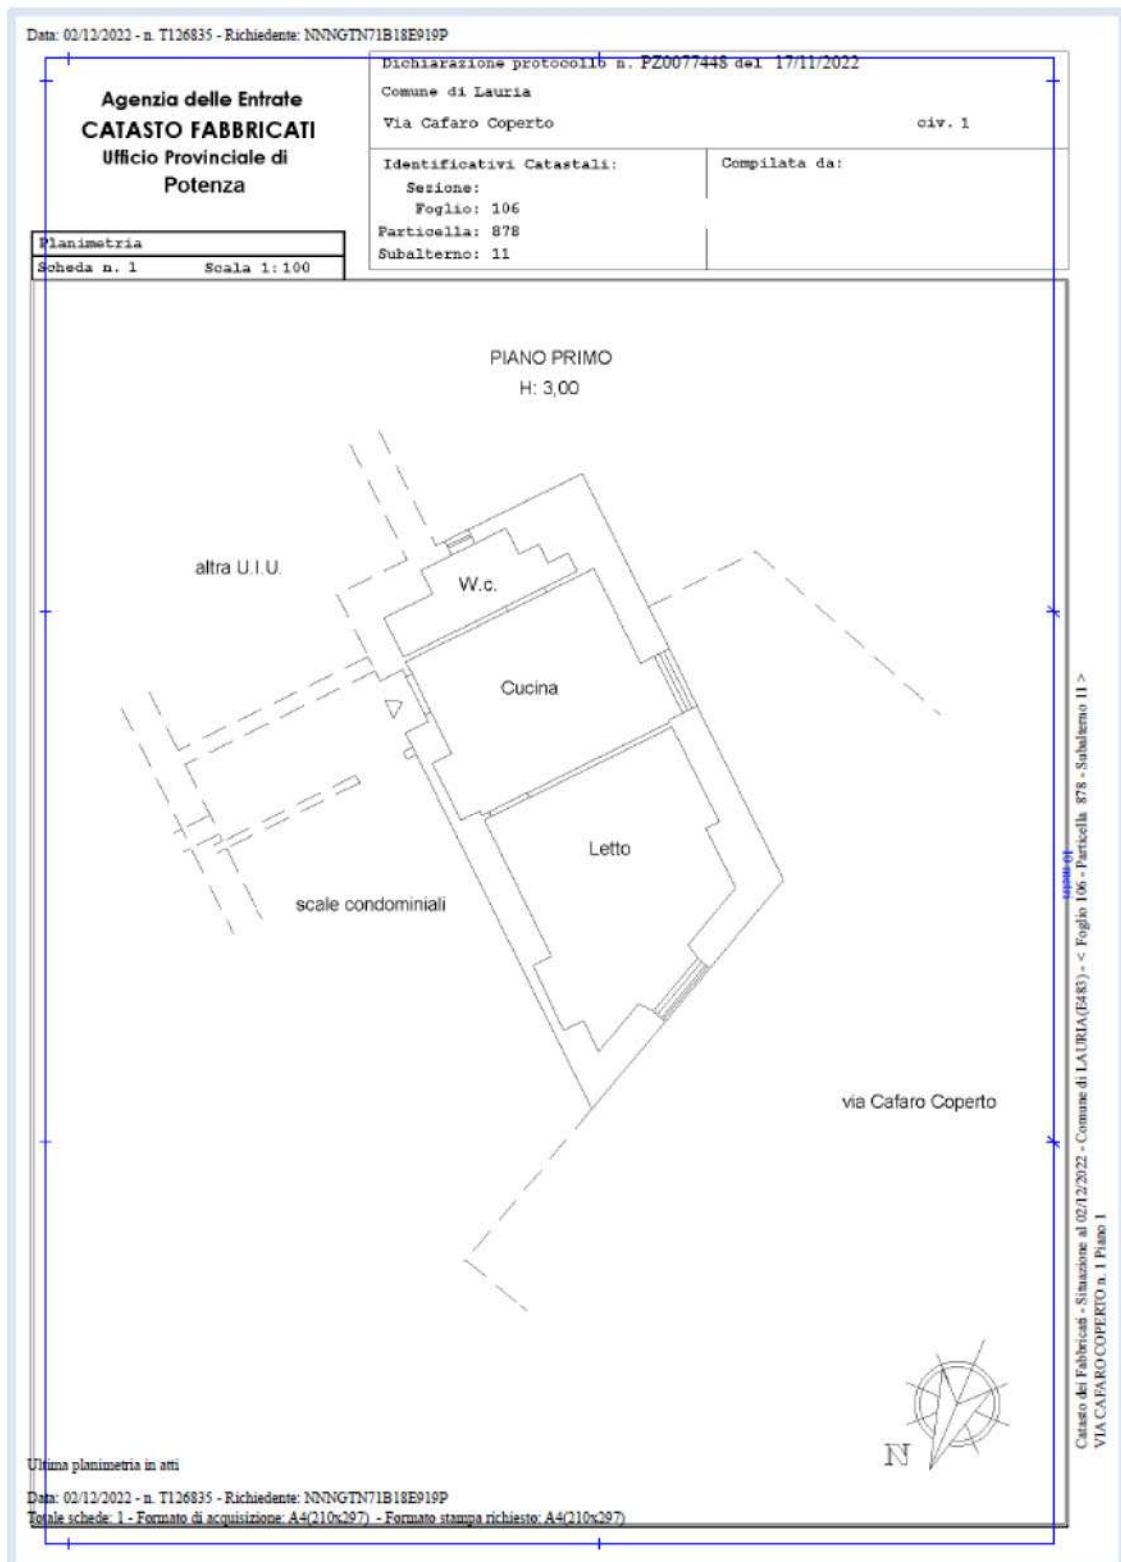 Data: 02/12/2022 - n. T126835 - Richiedente: NNNGTN71B18E919P
Agenzia delle Entrate
CATASTO FABBRICATI
Ufficio Provinciale di
Potenza
Dichiarazione protocollo n. PZ0077448 del 17/11/2022
Comune di Lauria
Via Cafaro Coperto civ. 1
Identificativi Catastali:
Sezione:
Foglio: 106
Particella: 878
Subalterno: 11
Compilata da:
Planimetria
Scheda n. 1 Scala 1:100
PIANO PRIMO
H: 3,00
altra U.I.U.
W.c.
Cucina
Letto
scale condominiali
via Cafaro Coperto
N
10 metri
Catasto dei Fabbricati - Situazione al 02/12/2022 - Comune di LAURIA(E483) - < Foglio 106 - Particella 878 - Subalterno 11 >
VIA CAFARO COPERTO n. 1 Piano 1
Ultima planimetria in atti
Data: 02/12/2022 - n. T126835 - Richiedente: NNNGTN71B18E919P
Totale schede: 1 - Formato di acquisizione: A4(210x297) - Formato stampa richiesto: A4(210x297)